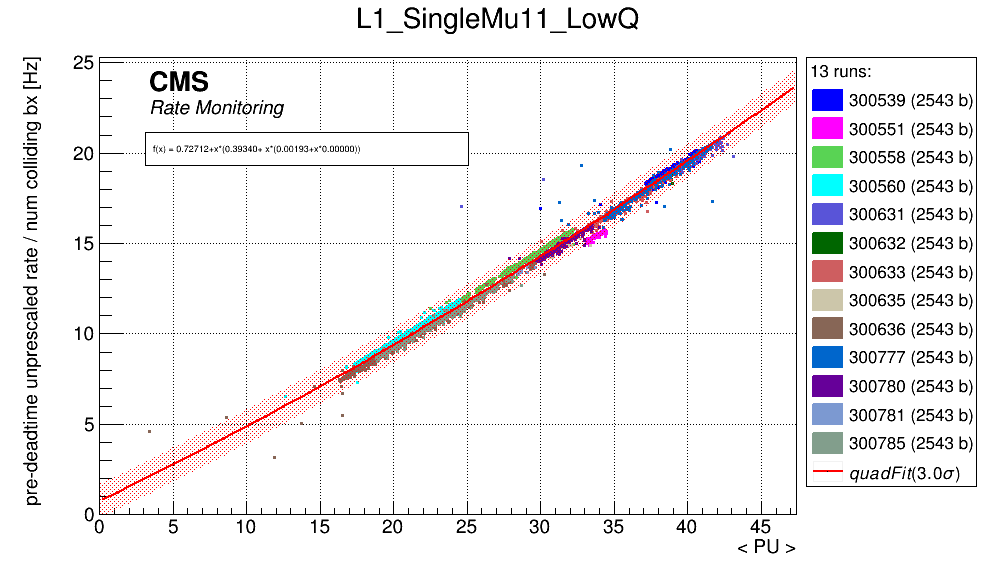 L1_SingleMu11_LowQ
pre-deadtime unprescaled rate / num colliding bx [Hz]
25
20
15
10
5
0
CMS
Rate Monitoring
f(x) = 0.72712+x*(0.39340+ x*(0.00193+x*0.00000))
0 5 10 15 20 25 30 35 40 45
< PU >
13 runs:
300539 (2543 b)
300551 (2543 b)
300558 (2543 b)
300560 (2543 b)
300631 (2543 b)
300632 (2543 b)
300633 (2543 b)
300635 (2543 b)
300636 (2543 b)
300777 (2543 b)
300780 (2543 b)
300781 (2543 b)
300785 (2543 b)
quadFit(3.0σ)